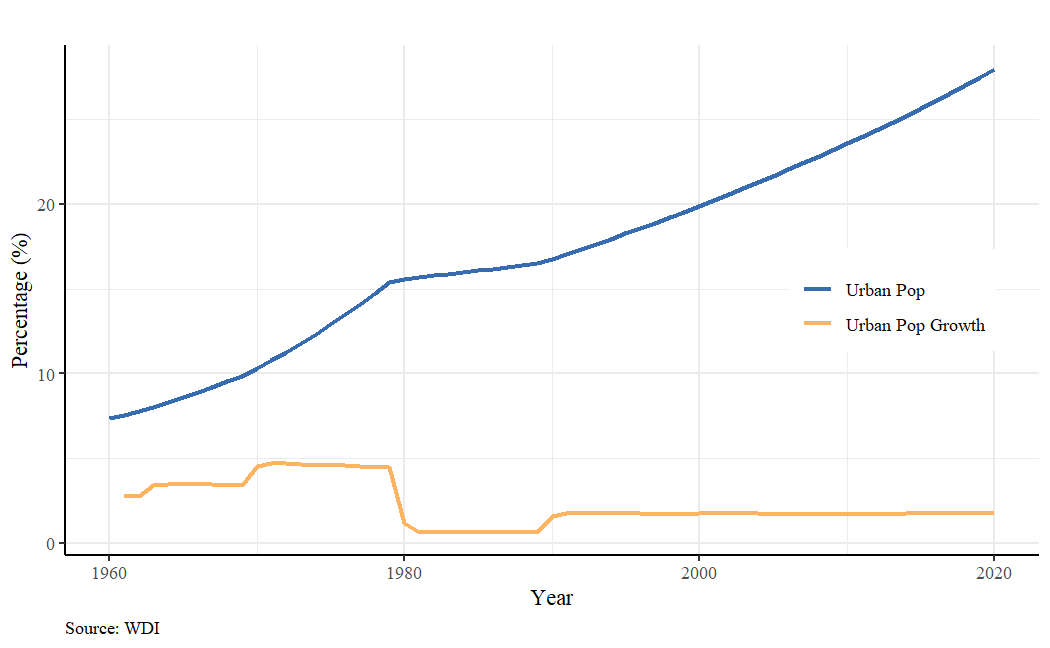 Percentage (%)
20
10
0
Urban Pop
Urban Pop Growth
1960
1980
2000
2020
Year
Source: WDI